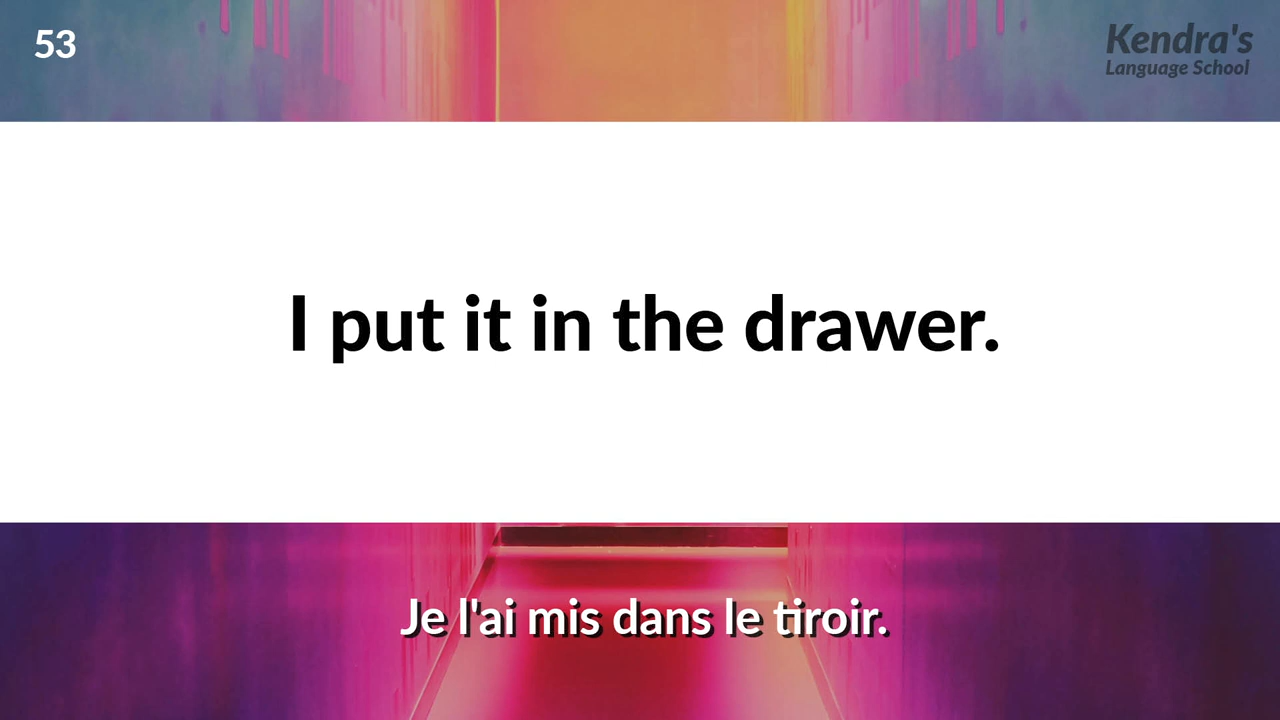 53
Kendra's
Language School
I put it in the drawer.
Je l'ai mis dans le tiroir.